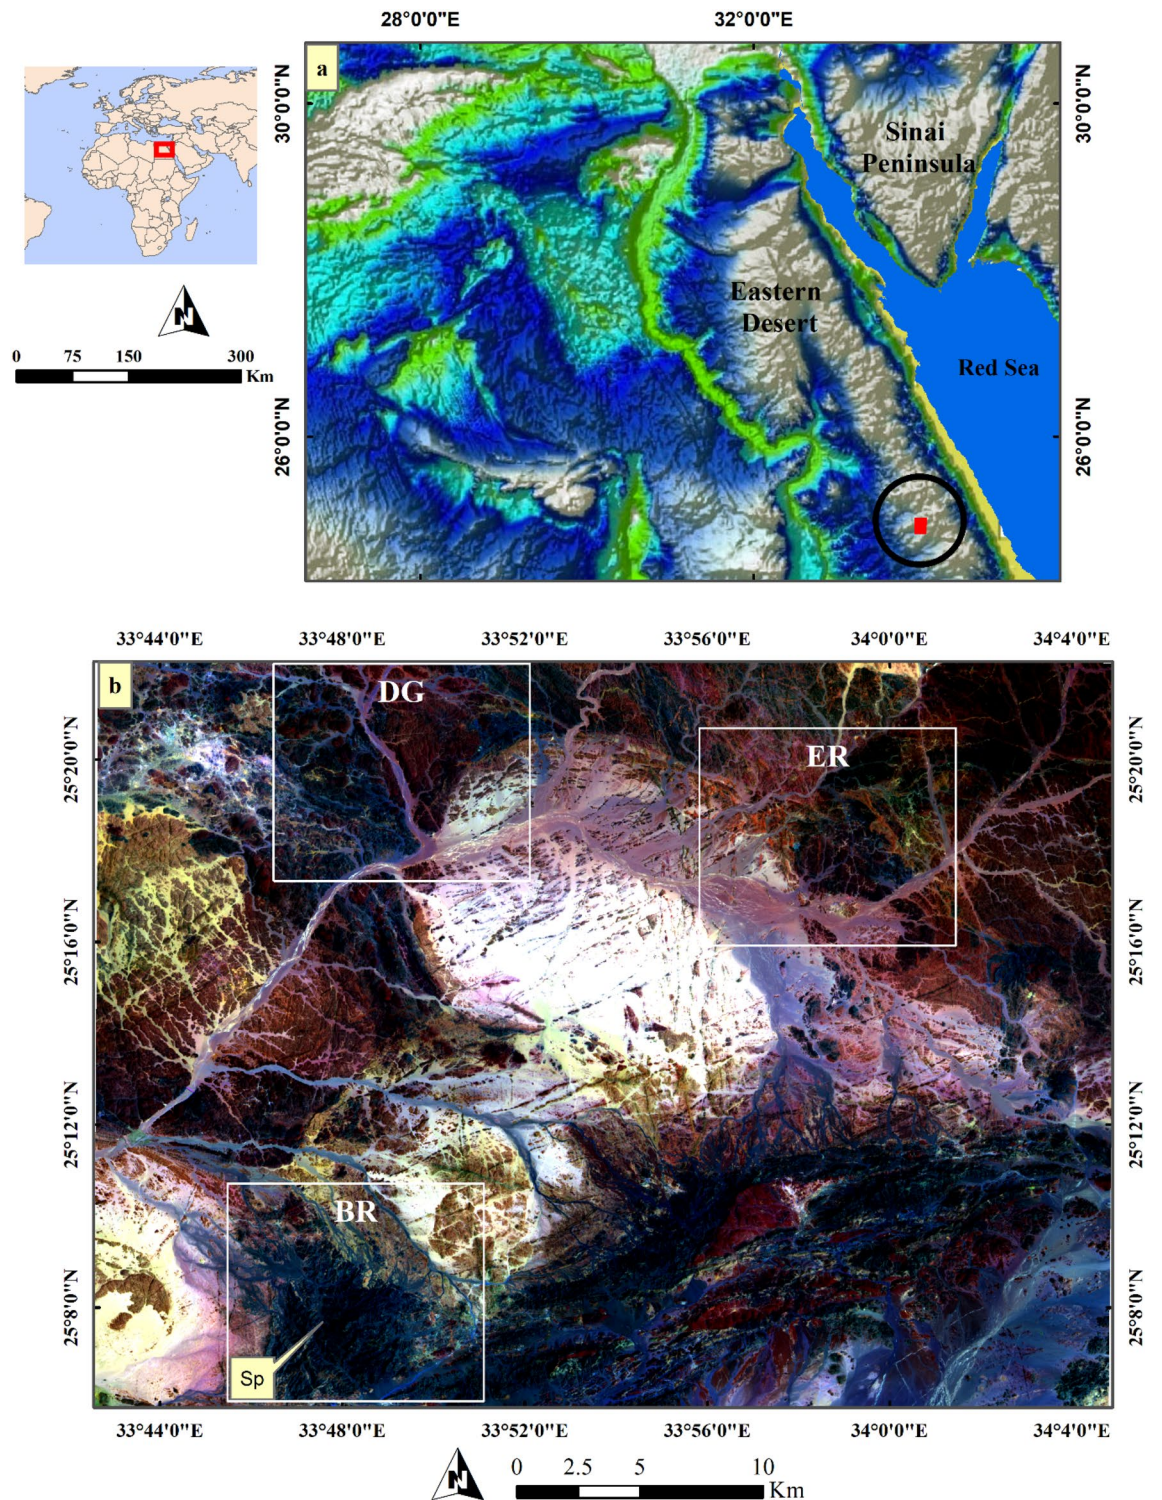 28°0'0"E 32°0'0"E
a
30°0'0"N
30°0'0"N
Sinai
Peninsula
N
Eastern
Desert
0 75 150 300
Km
Red Sea
26°0'0"N
26°0'0"N
33°44'0"E 33°48'0"E 33°52'0"E 33°56'0"E 34°0'0"E 34°4'0"E
b
DG
ER
25°20'0"N
25°20'0"N
25°16'0"N
25°16'0"N
25°12'0"N
25°12'0"N
BR
25°8'0"N
25°8'0"N
Sp
33°44'0"E 33°48'0"E 33°52'0"E 33°56'0"E 34°0'0"E 34°4'0"E
N
0 2.5 5 10
Km